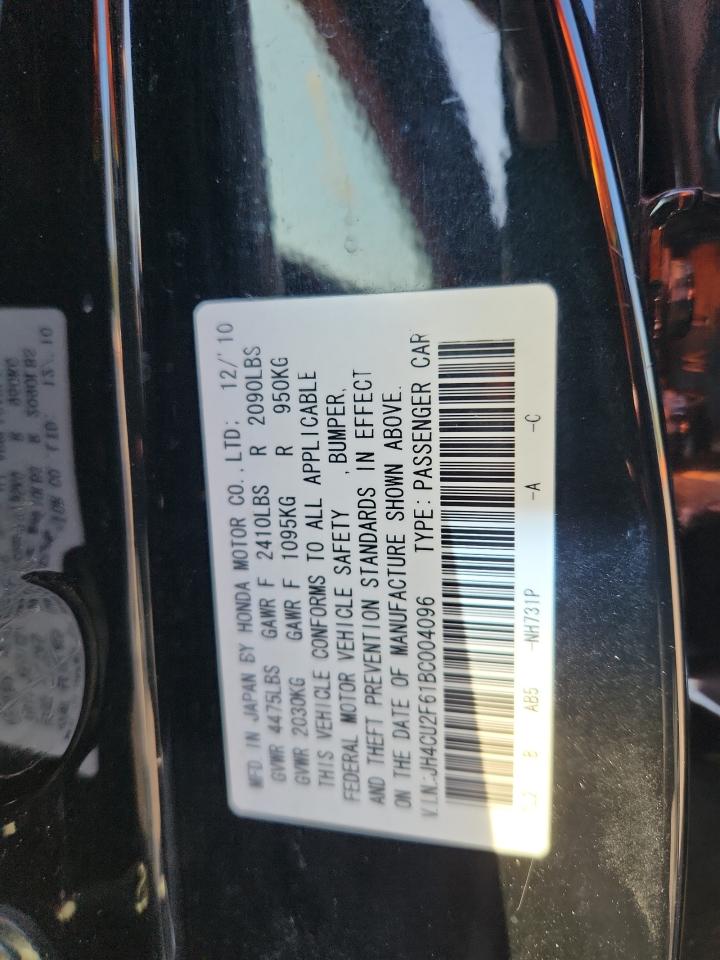 MFD IN JAPAN BY HONDA MOTOR CO., LTD: 12/'10
GVWR 4475LBS GAWR F 2410LBS R 2090LBS
GVWR 2030KG GAWR F 1095KG R 950KG
THIS VEHICLE CONFORMS TO ALL APPLICABLE
FEDERAL MOTOR VEHICLE SAFETY ,BUMPER,
AND THEFT PREVENTION STANDARDS IN EFFECT
ON THE DATE OF MANUFACTURE SHOWN ABOVE.
V.I.N.:JH4CU2F61BC004096 TYPE:PASSENGER CAR
B AB5 -NH731P -A -C